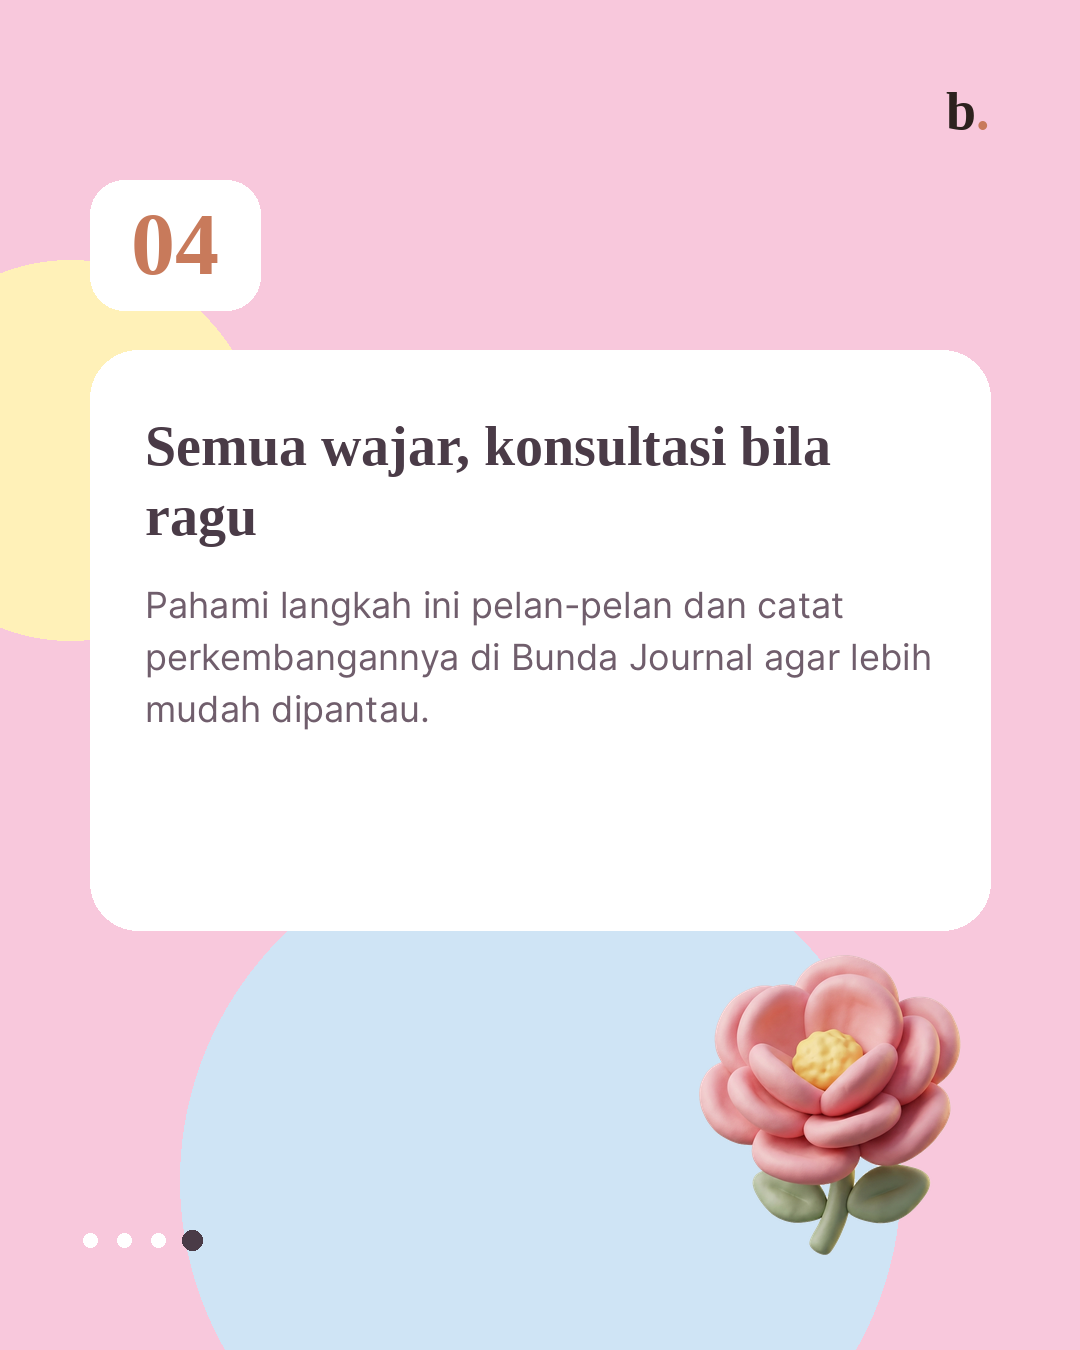 b.
04
Semua wajar, konsultasi bila
ragu
Pahami langkah ini pelan-pelan dan catat
perkembangannya di Bunda Journal agar lebih
mudah dipantau.